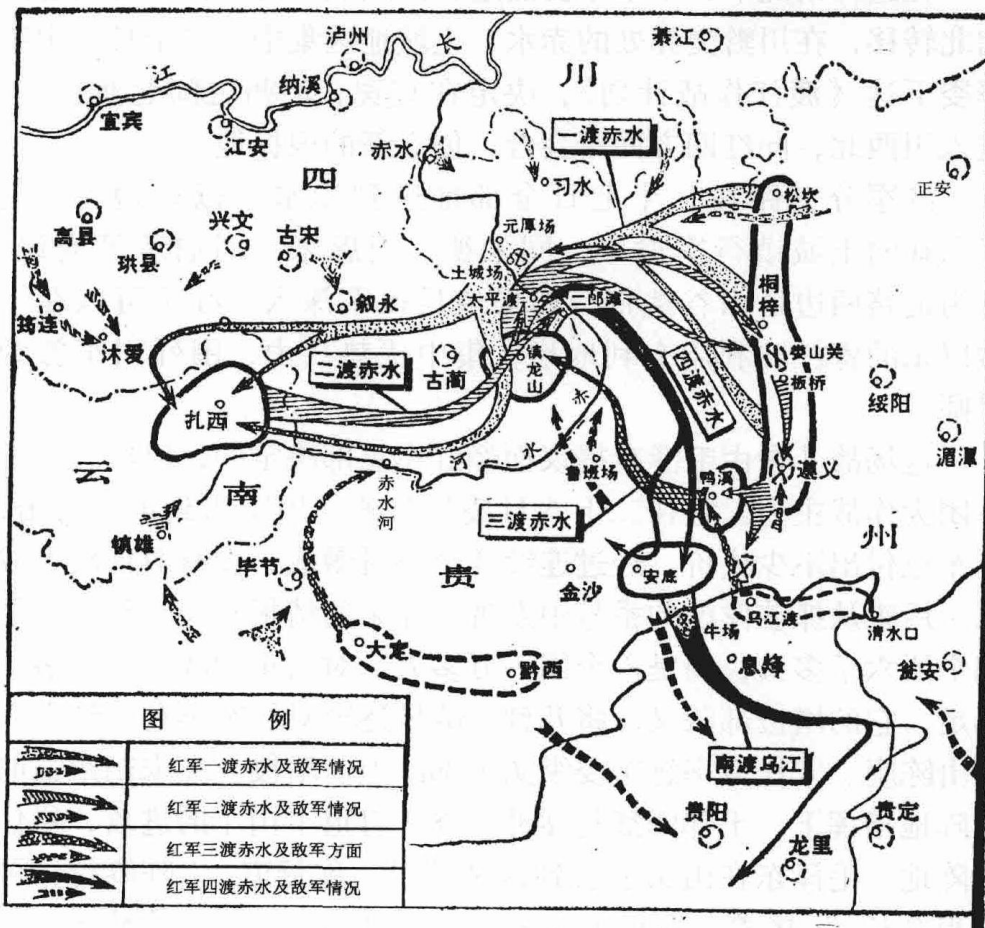 泸州
长
綦江
江
纳溪
川
宜宾
江安
一渡赤水
赤水
四
习水
正安
松坎
高县
兴文
元厚场
珙县
古宋
土城场
桐梓
太平渡
二郎滩
筠连
叙永
沐爱
娄山关
板桥
二渡赤水
古蔺
镇龙山
四渡赤水
绥阳
扎西
赤
湄潭
云
水
遵义
南
鲁班场
鸭溪
赤水河
三渡赤水
州
镇雄
毕节
贵
金沙
安底
乌江渡
清水口
大定
牛场
黔西
息烽
瓮安
南渡乌江
贵阳
贵定
龙里
图 例
红军一渡赤水及敌军情况
红军二渡赤水及敌军情况
红军三渡赤水及敌军方面
红军四渡赤水及敌军情况